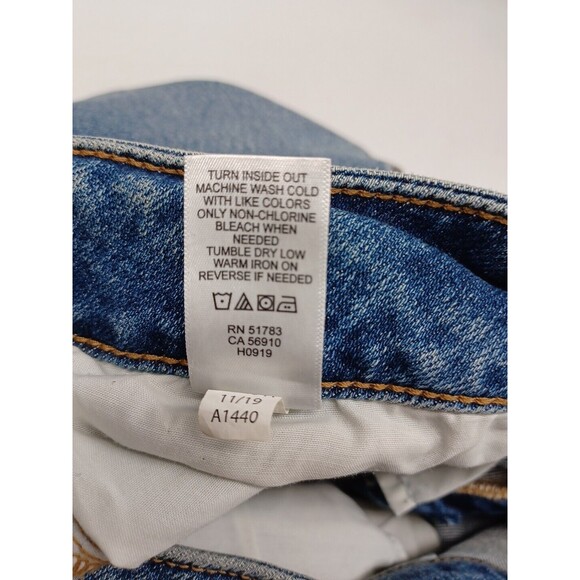 TURN INSIDE OUT
MACHINE WASH COLD
WITH LIKE COLORS
ONLY NON-CHLORINE
BLEACH WHEN
NEEDED
TUMBLE DRY LOW
WARM IRON ON
REVERSE IF NEEDED
RN 51783
CA 56910
H0919
11/19
A1440